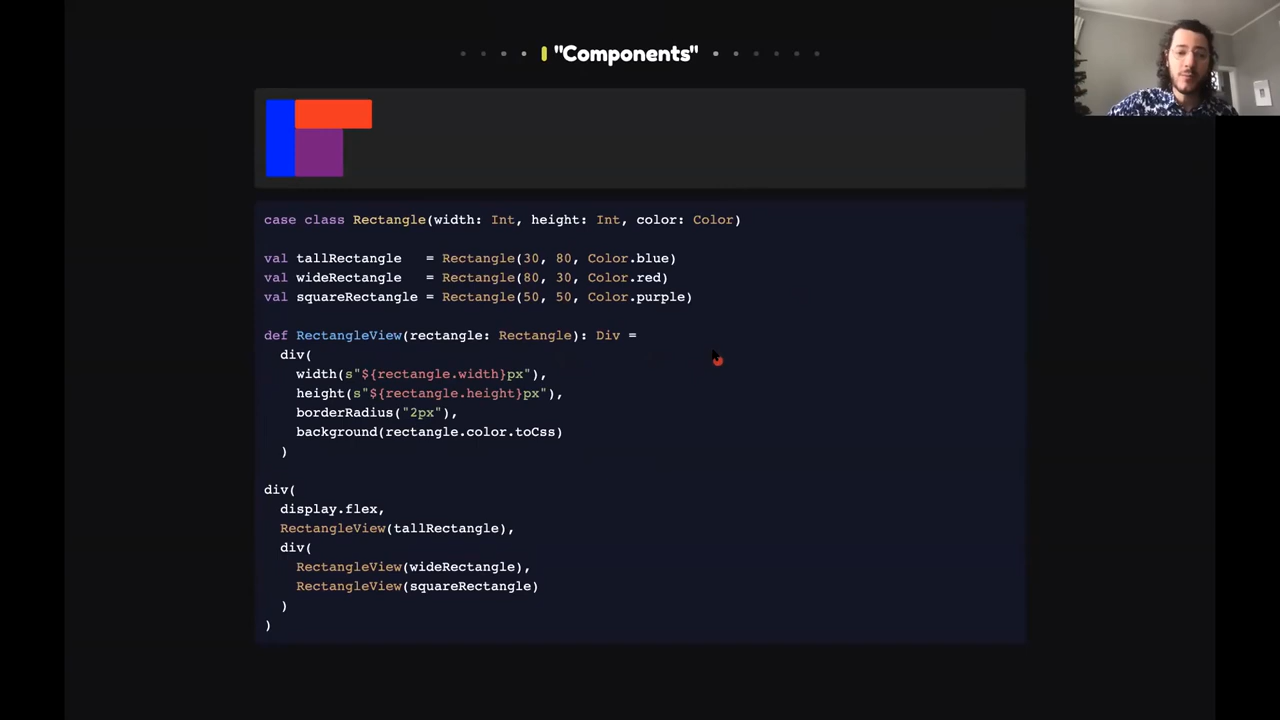 "Components"
case class Rectangle(width: Int, height: Int, color: Color)
val tallRectangle   = Rectangle(30, 80, Color.blue)
val wideRectangle   = Rectangle(80, 30, Color.red)
val squareRectangle = Rectangle(50, 50, Color.purple)
def RectangleView(rectangle: Rectangle): Div =
  div(
    width(s"${rectangle.width}px"),
    height(s"${rectangle.height}px"),
    borderRadius("2px"),
    background(rectangle.color.toCss)
  )
div(
  display.flex,
  RectangleView(tallRectangle),
  div(
    RectangleView(wideRectangle),
    RectangleView(squareRectangle)
  )
)